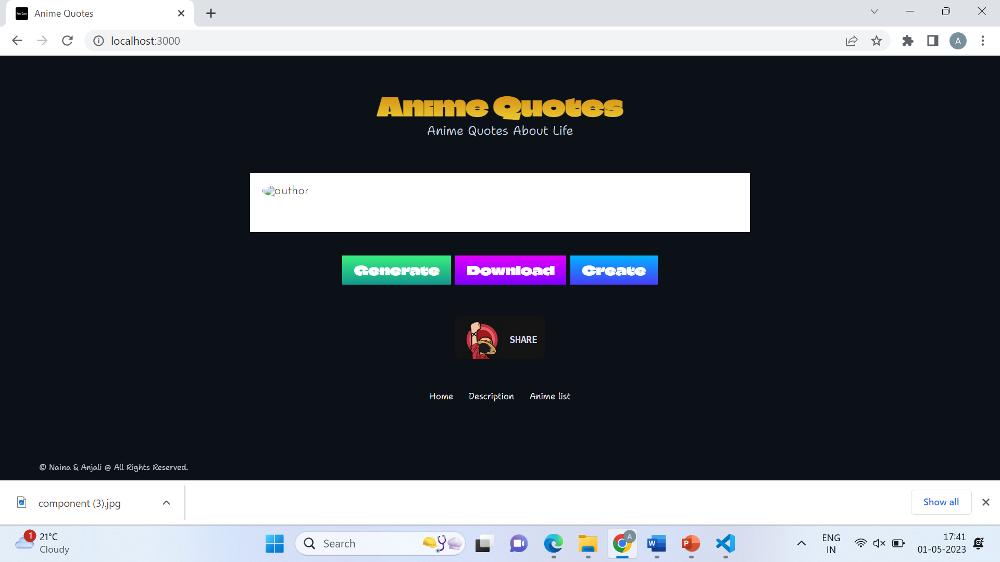 Anime Quotes
localhost:3000
A
Anime Quotes
Anime Quotes About Life
author
Generate Download Create
SHARE
Home Description Anime list
© Naina & Anjali @ All Rights Reserved.
component (3).jpg
Show all
1
21°C
Cloudy
Search
A
W
P
ENG
IN
17:41
01-05-2023